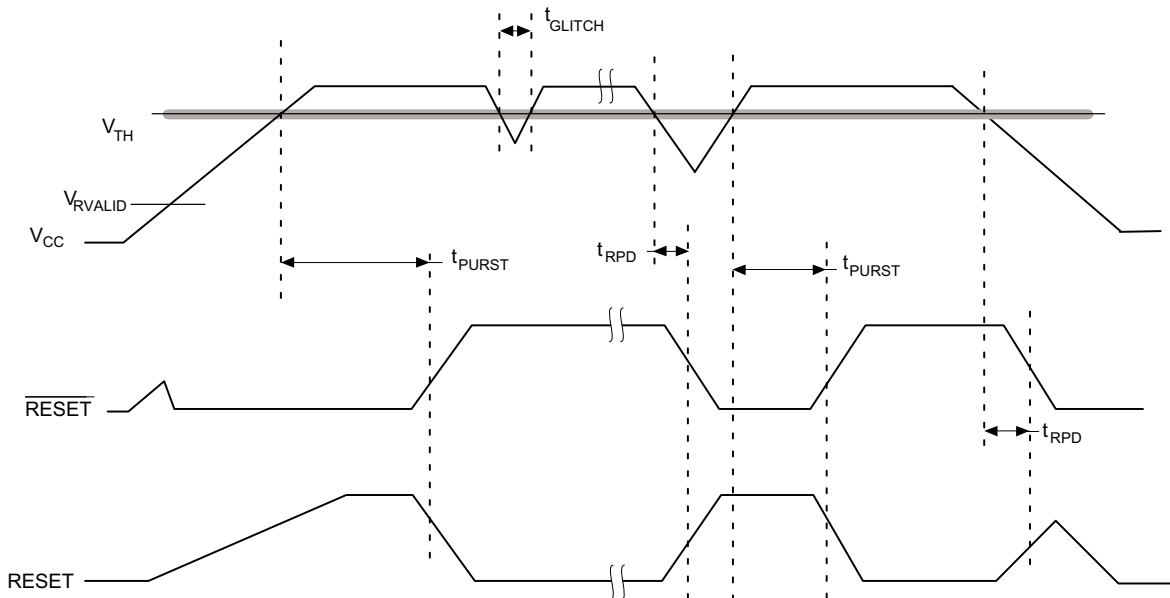 tGLITCH
VTH
VRVALID
VCC
tPURST
tRPD
tPURST
RESET
tRPD
RESET